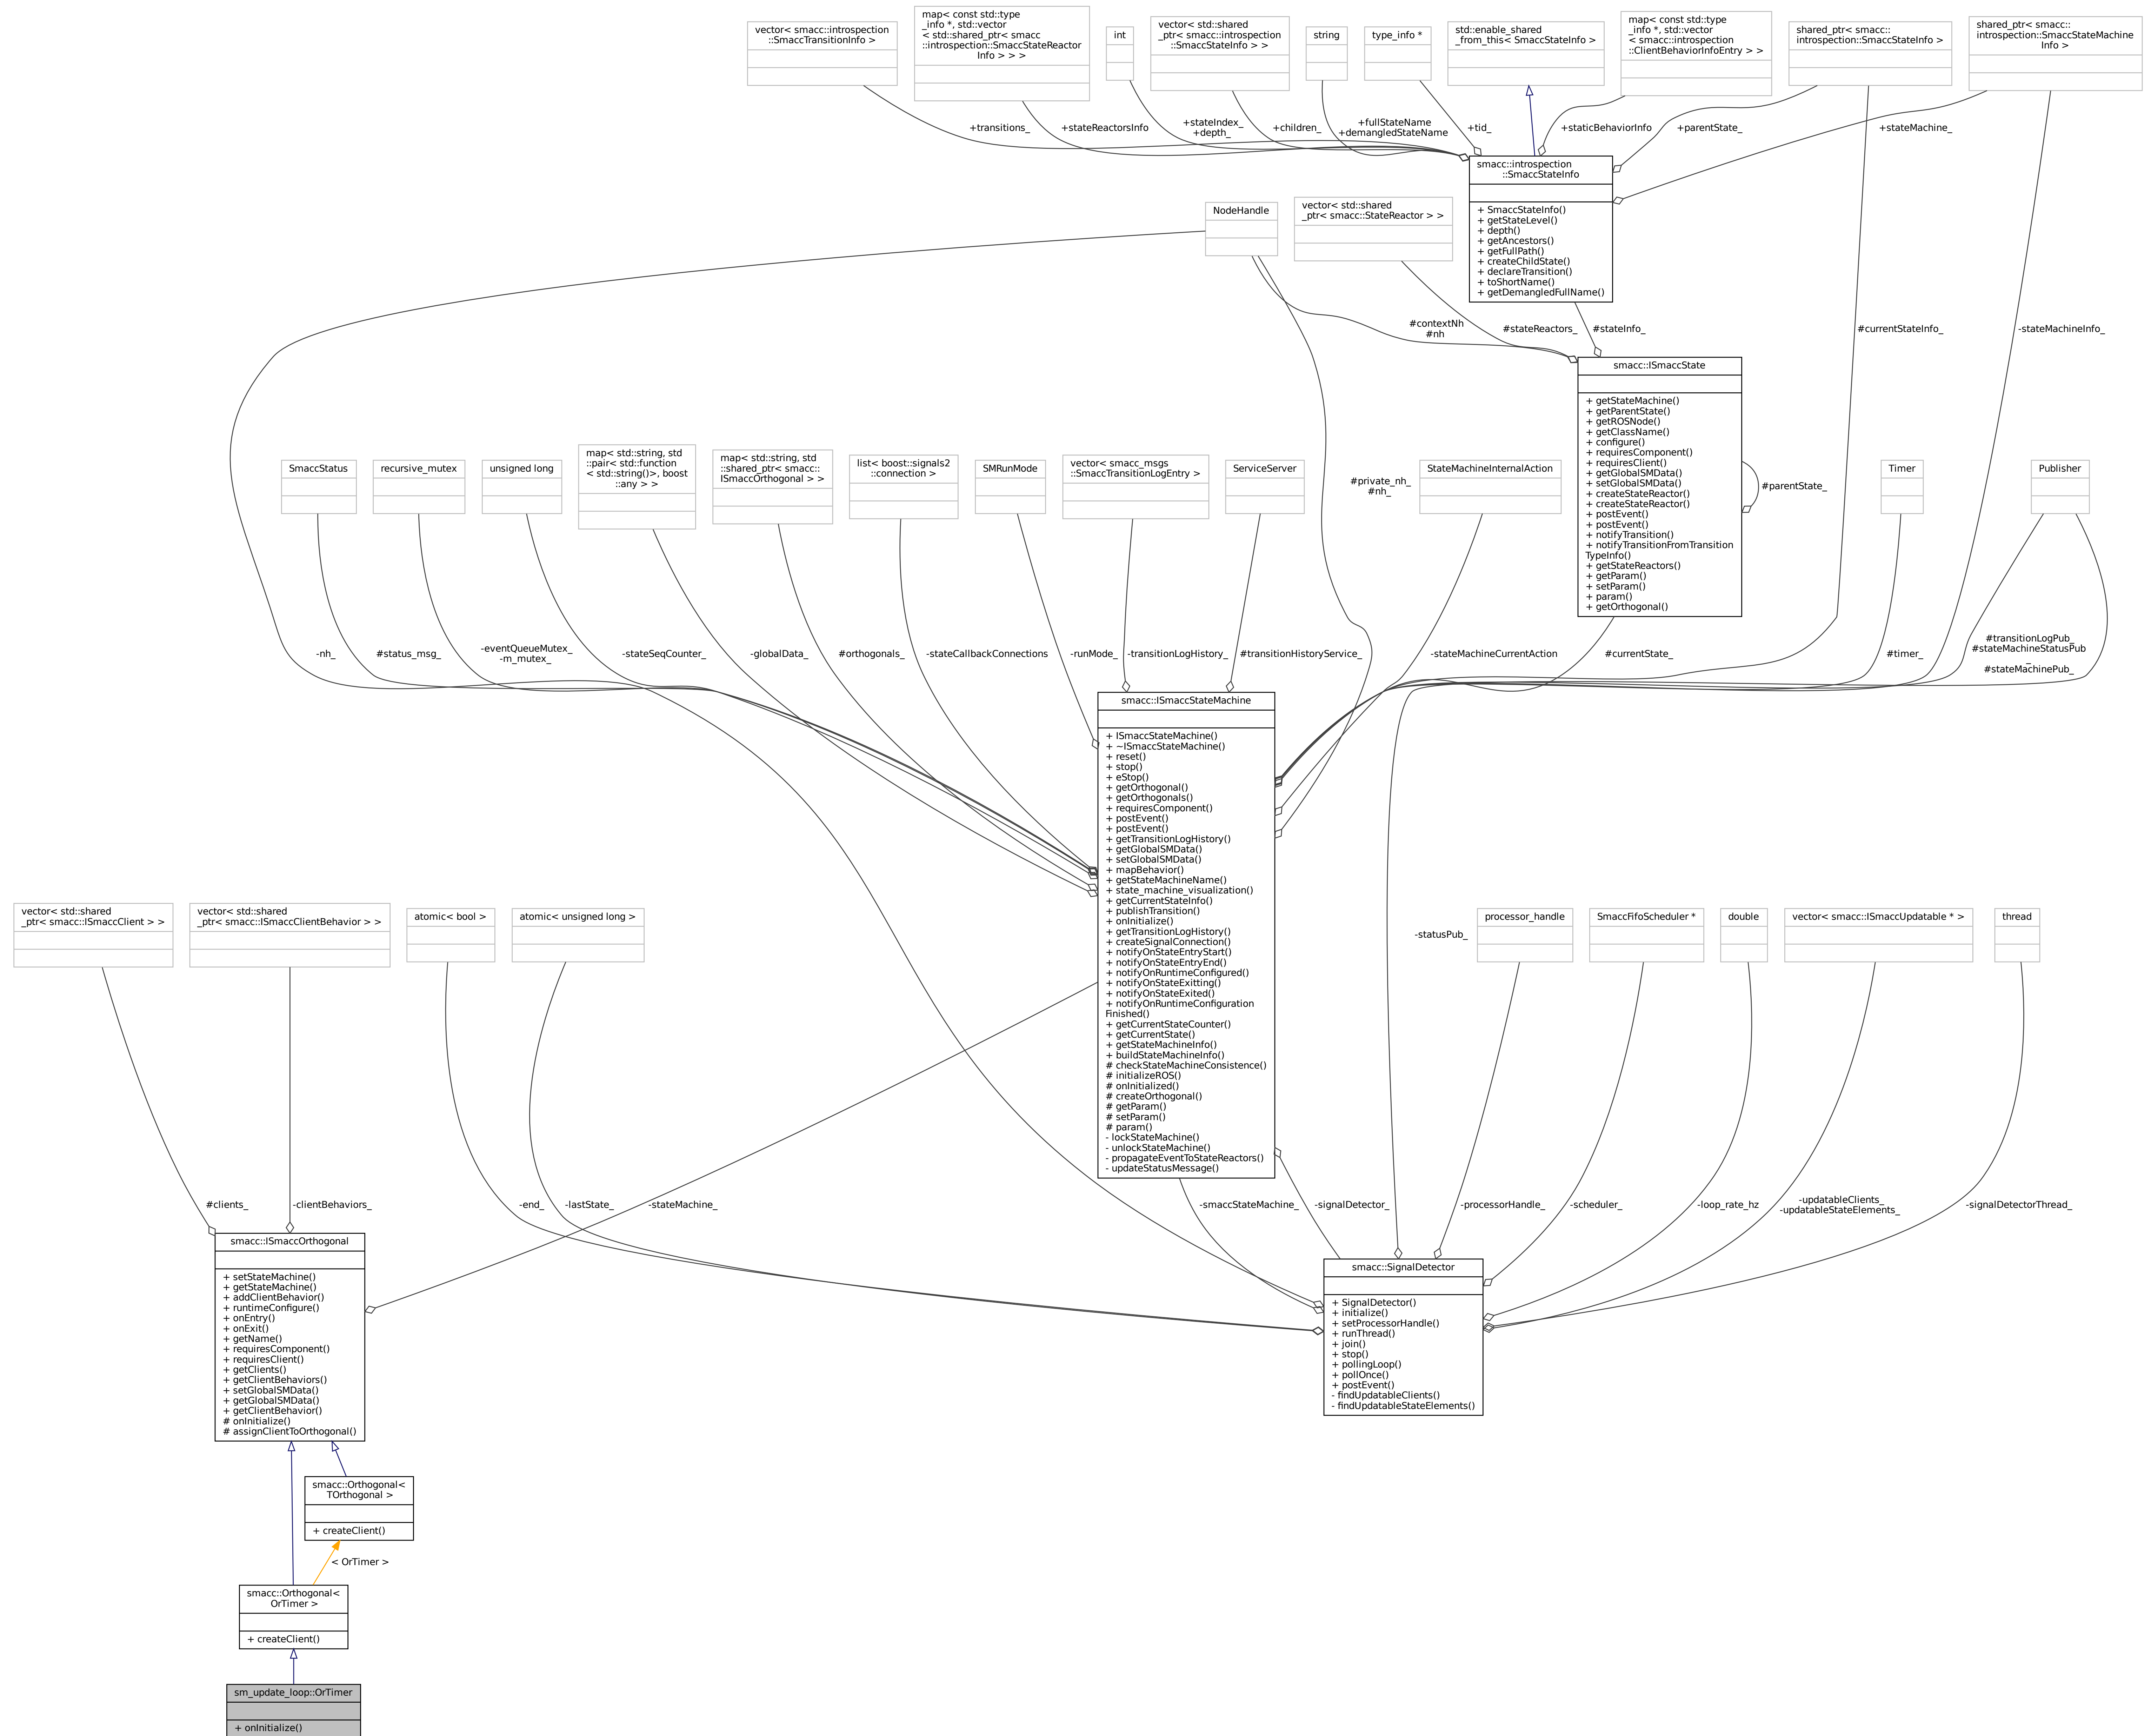 vector< smacc::introspection
::SmaccTransitionInfo >
map< const std::type
_info *, std::vector
< std::shared_ptr< smacc
::introspection::SmaccStateReactor
Info > > >
int
vector< std::shared
_ptr< smacc::introspection
::SmaccStateInfo > >
string
type_info *
std::enable_shared
_from_this< SmaccStateInfo >
map< const std::type
_info *, std::vector
< smacc::introspection
::ClientBehaviorInfoEntry > >
shared_ptr< smacc::
introspection::SmaccStateInfo >
shared_ptr< smacc::
introspection::SmaccStateMachine
Info >
+transitions_
+stateReactorsInfo
+stateIndex_
+depth_
+children_
+fullStateName
+demangledStateName
+tid_
+staticBehaviorInfo
+parentState_
+stateMachine_
smacc::introspection
::SmaccStateInfo
+ SmaccStateInfo()
+ getStateLevel()
+ depth()
+ getAncestors()
+ getFullPath()
+ createChildState()
+ declareTransition()
+ toShortName()
+ getDemangledFullName()
NodeHandle
vector< std::shared
_ptr< smacc::StateReactor > >
#contextNh
#nh
#stateReactors_
#stateInfo_
#currentStateInfo_
-stateMachineInfo_
smacc::ISmaccState
+ getStateMachine()
+ getParentState()
+ getROSNode()
+ getClassName()
+ configure()
+ requiresComponent()
+ requiresClient()
+ getGlobalSMData()
+ setGlobalSMData()
+ createStateReactor()
+ createStateReactor()
+ postEvent()
+ postEvent()
+ notifyTransition()
+ notifyTransitionFromTransition
TypeInfo()
+ getStateReactors()
+ getParam()
+ setParam()
+ param()
+ getOrthogonal()
#parentState_
SmaccStatus
recursive_mutex
unsigned long
map< std::string, std
::pair< std::function
< std::string()>, boost
::any > >
map< std::string, std
::shared_ptr< smacc::
ISmaccOrthogonal > >
list< boost::signals2
::connection >
SMRunMode
vector< smacc_msgs
::SmaccTransitionLogEntry >
ServiceServer
#private_nh_
#nh_
StateMachineInternalAction
Timer
Publisher
-nh_
#status_msg_
-eventQueueMutex_
-m_mutex_
-stateSeqCounter_
-globalData_
#orthogonals_
-stateCallbackConnections
-runMode_
-transitionLogHistory_
#transitionHistoryService_
-stateMachineCurrentAction
#currentState_
#timer_
#transitionLogPub_
#stateMachineStatusPub
_
#stateMachinePub_
smacc::ISmaccStateMachine
+ ISmaccStateMachine()
+ ~ISmaccStateMachine()
+ reset()
+ stop()
+ eStop()
+ getOrthogonal()
+ getOrthogonals()
+ requiresComponent()
+ postEvent()
+ postEvent()
+ getTransitionLogHistory()
+ getGlobalSMData()
+ setGlobalSMData()
+ mapBehavior()
+ getStateMachineName()
+ state_machine_visualization()
+ getCurrentStateInfo()
+ publishTransition()
+ onInitialize()
+ getTransitionLogHistory()
+ createSignalConnection()
+ notifyOnStateEntryStart()
+ notifyOnStateEntryEnd()
+ notifyOnRuntimeConfigured()
+ notifyOnStateExitting()
+ notifyOnStateExited()
+ notifyOnRuntimeConfiguration
Finished()
+ getCurrentStateCounter()
+ getCurrentState()
+ getStateMachineInfo()
+ buildStateMachineInfo()
# checkStateMachineConsistence()
# initializeROS()
# onInitialized()
# createOrthogonal()
# getParam()
# setParam()
# param()
- lockStateMachine()
- unlockStateMachine()
- propagateEventToStateReactors()
- updateStatusMessage()
vector< std::shared
_ptr< smacc::ISmaccClient > >
vector< std::shared
_ptr< smacc::ISmaccClientBehavior > >
atomic< bool >
atomic< unsigned long >
-statusPub_
processor_handle
SmaccFifoScheduler *
double
vector< smacc::ISmaccUpdatable * >
thread
#clients_
-clientBehaviors_
-end_
-lastState_
-stateMachine_
-smaccStateMachine_
-signalDetector_
-processorHandle_
-scheduler_
-loop_rate_hz
-updatableClients_
-updatableStateElements_
-signalDetectorThread_
smacc::ISmaccOrthogonal
+ setStateMachine()
+ getStateMachine()
+ addClientBehavior()
+ runtimeConfigure()
+ onEntry()
+ onExit()
+ getName()
+ requiresComponent()
+ requiresClient()
+ getClients()
+ getClientBehaviors()
+ setGlobalSMData()
+ getGlobalSMData()
+ getClientBehavior()
# onInitialize()
# assignClientToOrthogonal()
smacc::SignalDetector
+ SignalDetector()
+ initialize()
+ setProcessorHandle()
+ runThread()
+ join()
+ stop()
+ pollingLoop()
+ pollOnce()
+ postEvent()
- findUpdatableClients()
- findUpdatableStateElements()
smacc::Orthogonal<
TOrthogonal >
+ createClient()
< OrTimer >
smacc::Orthogonal<
OrTimer >
+ createClient()
sm_update_loop::OrTimer
+ onInitialize()